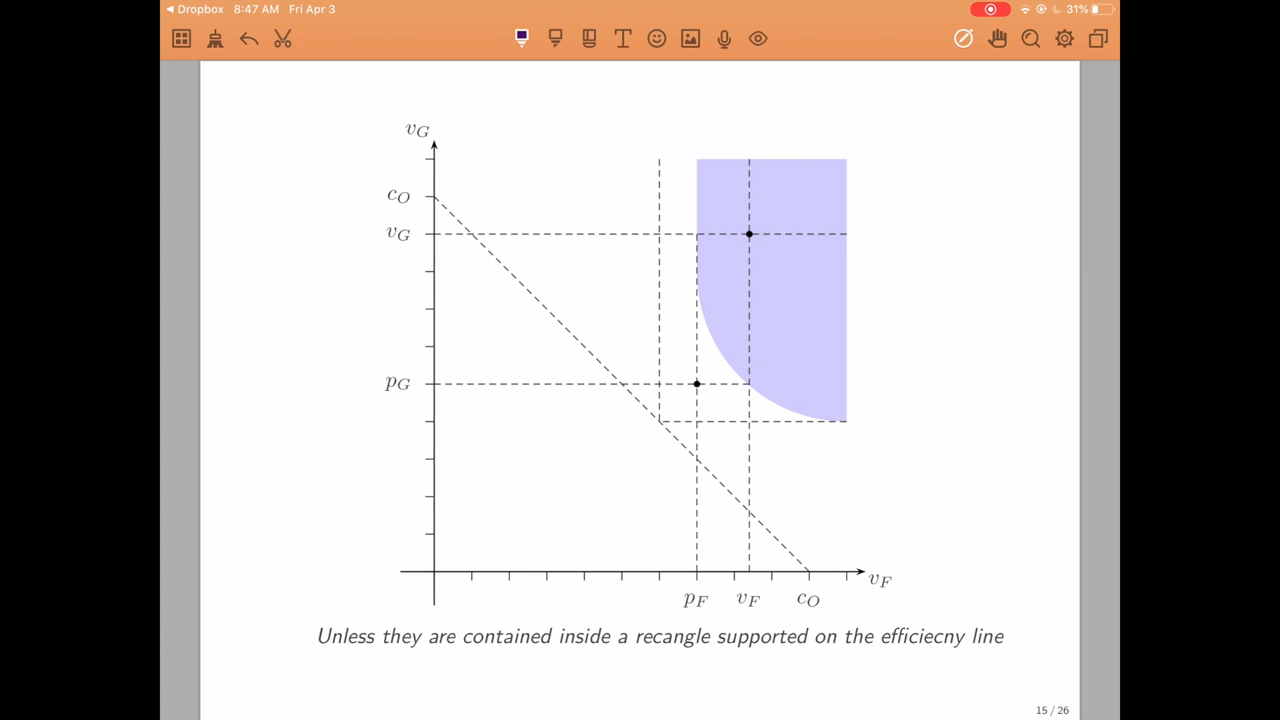 Dropbox 8:47 AM Fri Apr 3 31%
v_G
c_O
v_G
p_G
v_F
p_F v_F c_O
Unless they are contained inside a recangle supported on the efficiecny line
15 / 26